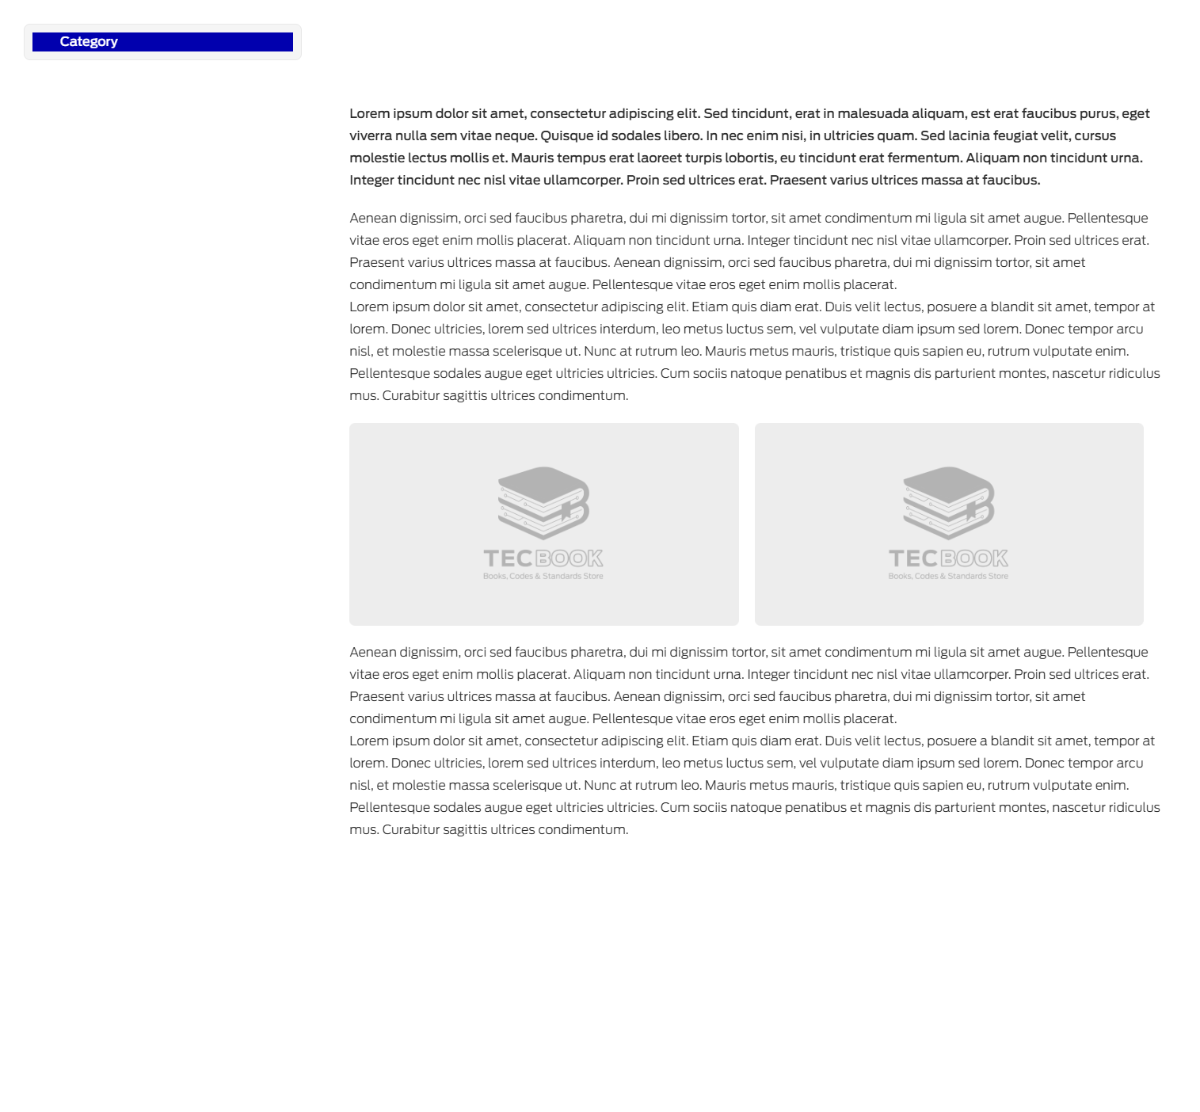 Category
Lorem ipsum dolor sit amet, consectetur adipiscing elit. Sed tincidunt, erat in malesuada aliquam, est erat faucibus purus, eget
viverra nulla sem vitae neque. Quisque id sodales libero. In nec enim nisi, in ultricies quam. Sed lacinia feugiat velit, cursus
molestie lectus mollis et. Mauris tempus erat laoreet turpis lobortis, eu tincidunt erat fermentum. Aliquam non tincidunt urna.
Integer tincidunt nec nisl vitae ullamcorper. Proin sed ultrices erat. Praesent varius ultrices massa at faucibus.
Aenean dignissim, orci sed faucibus pharetra, dui mi dignissim tortor, sit amet condimentum mi ligula sit amet augue. Pellentesque
vitae eros eget enim mollis placerat. Aliquam non tincidunt urna. Integer tincidunt nec nisl vitae ullamcorper. Proin sed ultrices erat.
Praesent varius ultrices massa at faucibus. Aenean dignissim, orci sed faucibus pharetra, dui mi dignissim tortor, sit amet
condimentum mi ligula sit amet augue. Pellentesque vitae eros eget enim mollis placerat.
Lorem ipsum dolor sit amet, consectetur adipiscing elit. Etiam quis diam erat. Duis velit lectus, posuere a blandit sit amet, tempor at
lorem. Donec ultricies, lorem sed ultrices interdum, leo metus luctus sem, vel vulputate diam ipsum sed lorem. Donec tempor arcu
nisl, et molestie massa scelerisque ut. Nunc at rutrum leo. Mauris metus mauris, tristique quis sapien eu, rutrum vulputate enim.
Pellentesque sodales augue eget ultricies ultricies. Cum sociis natoque penatibus et magnis dis parturient montes, nascetur ridiculus
mus. Curabitur sagittis ultrices condimentum.
TECBOOK
Books, Codes & Standards Store
TECBOOK
Books, Codes & Standards Store
Aenean dignissim, orci sed faucibus pharetra, dui mi dignissim tortor, sit amet condimentum mi ligula sit amet augue. Pellentesque
vitae eros eget enim mollis placerat. Aliquam non tincidunt urna. Integer tincidunt nec nisl vitae ullamcorper. Proin sed ultrices erat.
Praesent varius ultrices massa at faucibus. Aenean dignissim, orci sed faucibus pharetra, dui mi dignissim tortor, sit amet
condimentum mi ligula sit amet augue. Pellentesque vitae eros eget enim mollis placerat.
Lorem ipsum dolor sit amet, consectetur adipiscing elit. Etiam quis diam erat. Duis velit lectus, posuere a blandit sit amet, tempor at
lorem. Donec ultricies, lorem sed ultrices interdum, leo metus luctus sem, vel vulputate diam ipsum sed lorem. Donec tempor arcu
nisl, et molestie massa scelerisque ut. Nunc at rutrum leo. Mauris metus mauris, tristique quis sapien eu, rutrum vulputate enim.
Pellentesque sodales augue eget ultricies ultricies. Cum sociis natoque penatibus et magnis dis parturient montes, nascetur ridiculus
mus. Curabitur sagittis ultrices condimentum.